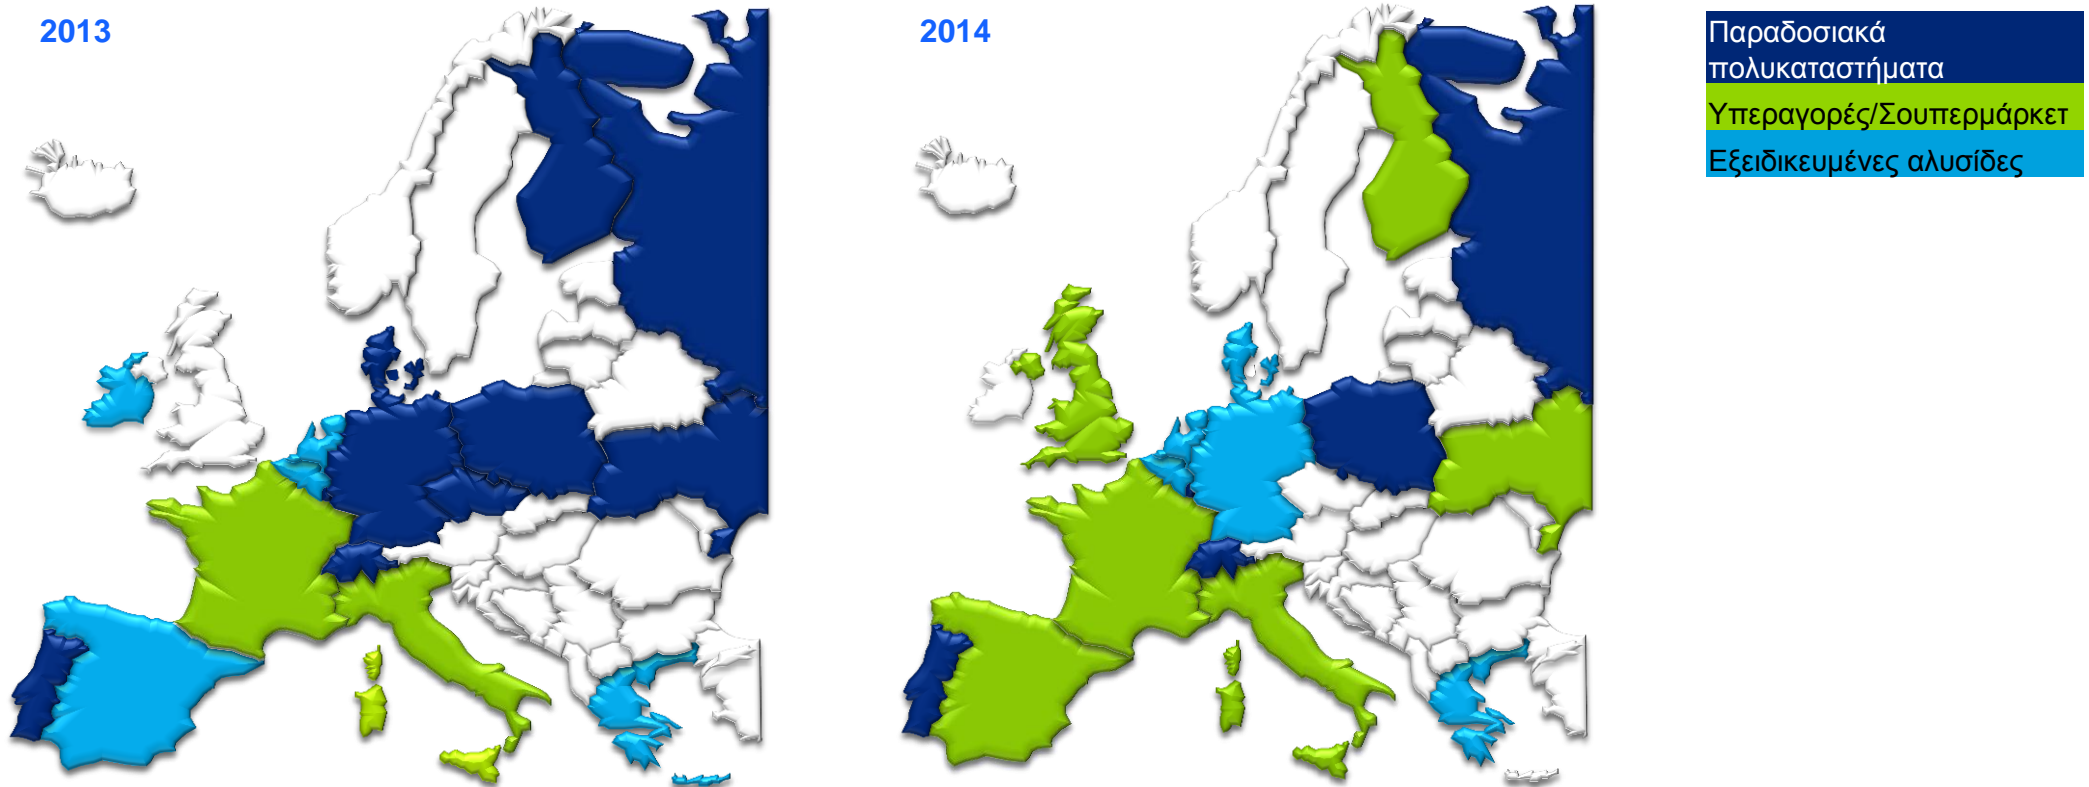 2013
2014
Παραδοσιακά
πολυκαταστήματα
Υπεραγορές/Σουπερμάρκετ
Εξειδικευμένες αλυσίδες